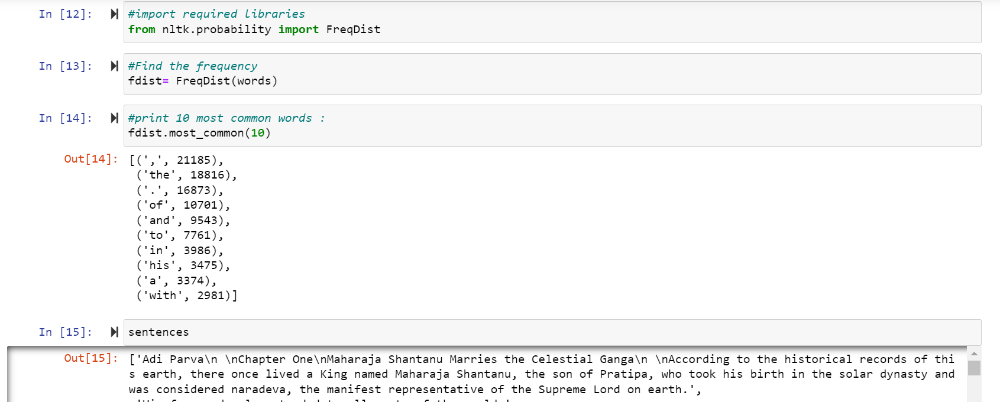 In [12]:
#import required libraries
from nltk.probability import FreqDist
In [13]:
#Find the frequency
fdist= FreqDist(words)
In [14]:
#print 10 most common words :
fdist.most_common(10)
Out[14]:
[(',', 21185),
('the', 18816),
('.', 16873),
('of', 10701),
('and', 9543),
('to', 7761),
('in', 3986),
('his', 3475),
('a', 3374),
('with', 2981)]
In [15]:
sentences
Out[15]:
['Adi Parva\n \nChapter One\nMaharaja Shantanu Marries the Celestial Ganga\n \nAccording to the historical records of thi
s earth, there once lived a King named Maharaja Shantanu, the son of Pratipa, who took his birth in the solar dynasty and
was considered naradeva, the manifest representative of the Supreme Lord on earth.',